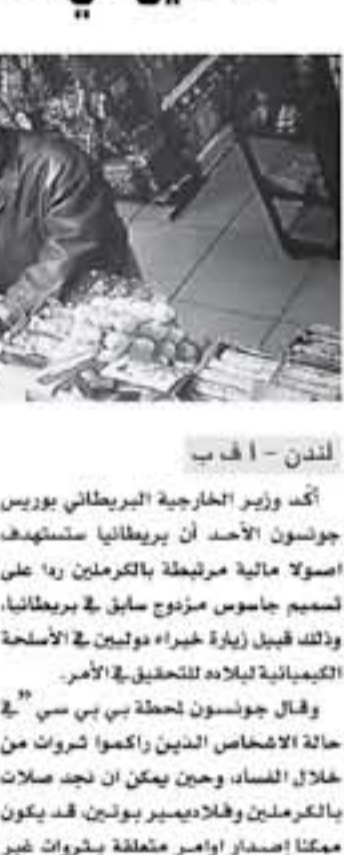 لندن - ا ف ب
أكد وزير الخارجية البريطاني بوريس
جونسون الأحد أن بريطانيا ستستهدف
اصولا مالية مرتبطة بالكرملين ردا على
تسميم جاسوس مزدوج سابق في بريطانيا،
وذلك قبيل زيارة خبراء دوليين في الأسلحة
الكيميائية لبلاده للتحقيق في الأمر.
وقال جونسون لمحطة بي بي سي "في
حالة الاشخاص الذين راكموا ثروات من
خلال الفساد، وحين يمكن ان نجد صلات
بالكرملين وفلاديمير بوتين، قد يكون
ممكنا إصدار اوامر متعلقة بثروات غير